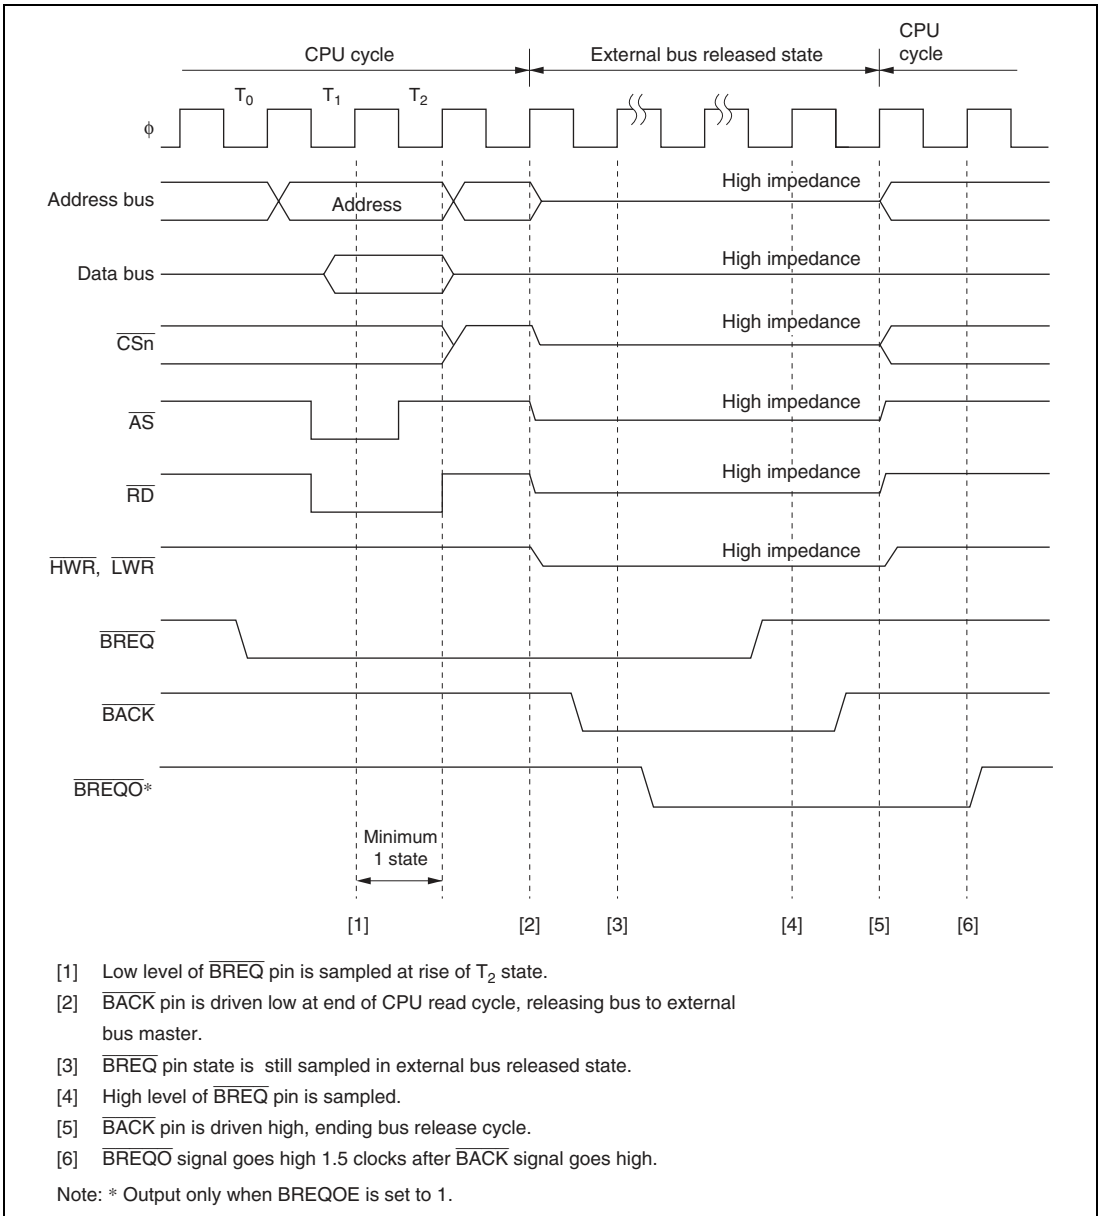 CPU cycle
External bus released state
CPU
cycle
T0
T1
T2
ϕ
Address bus
Address
High impedance
Data bus
High impedance
CSn
High impedance
AS
High impedance
RD
High impedance
HWR, LWR
High impedance
BREQ
BACK
BREQO*
Minimum
1 state
[1]
[2]
[3]
[4]
[5]
[6]
[1] Low level of BREQ pin is sampled at rise of T2 state.
[2] BACK pin is driven low at end of CPU read cycle, releasing bus to external
bus master.
[3] BREQ pin state is still sampled in external bus released state.
[4] High level of BREQ pin is sampled.
[5] BACK pin is driven high, ending bus release cycle.
[6] BREQO signal goes high 1.5 clocks after BACK signal goes high.
Note: * Output only when BREQOE is set to 1.